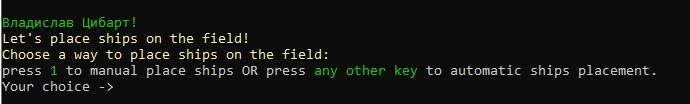 Владислав Цибарт!
Let's place ships on the field!
Choose a way to place ships on the field:
press 1 to manual place ships OR press any other key to automatic ships placement.
Your choice ->